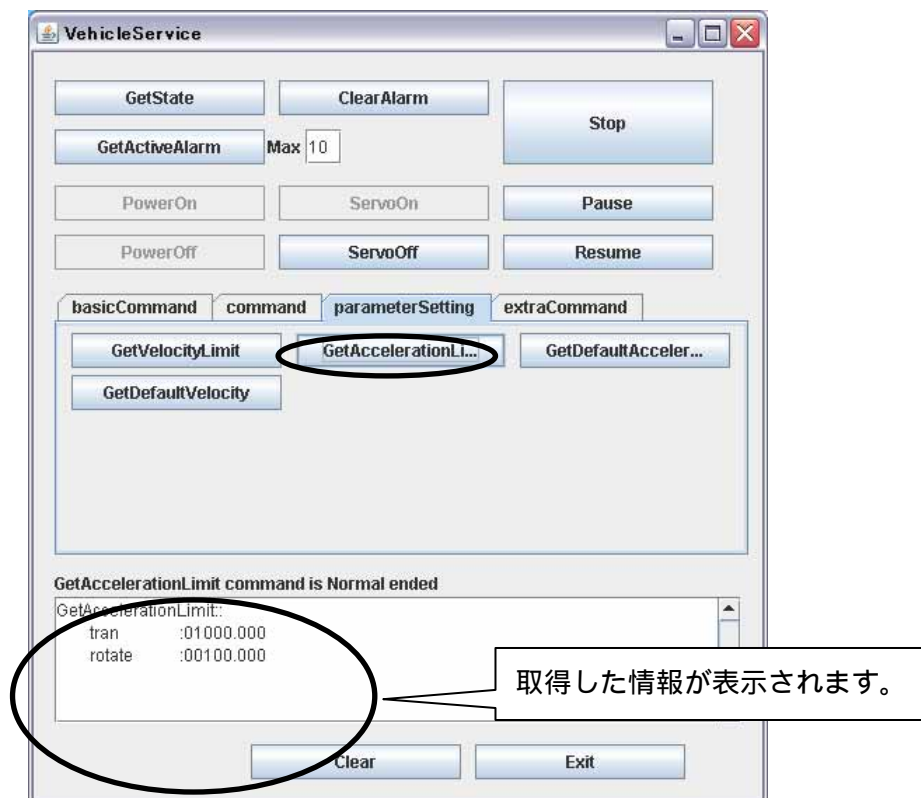 VehicleService
GetState
ClearAlarm
Stop
GetActiveAlarm
Max 10
PowerOn
ServoOn
Pause
PowerOff
ServoOff
Resume
basicCommand command parameterSetting extraCommand
GetVelocityLimit
GetAccelerationLi...
GetDefaultAcceler...
GetDefaultVelocity
GetAccelerationLimit command is Normal ended
GetAccelerationLimit::
tran :01000.000
rotate :00100.000
取得した情報が表示されます。
Clear
Exit